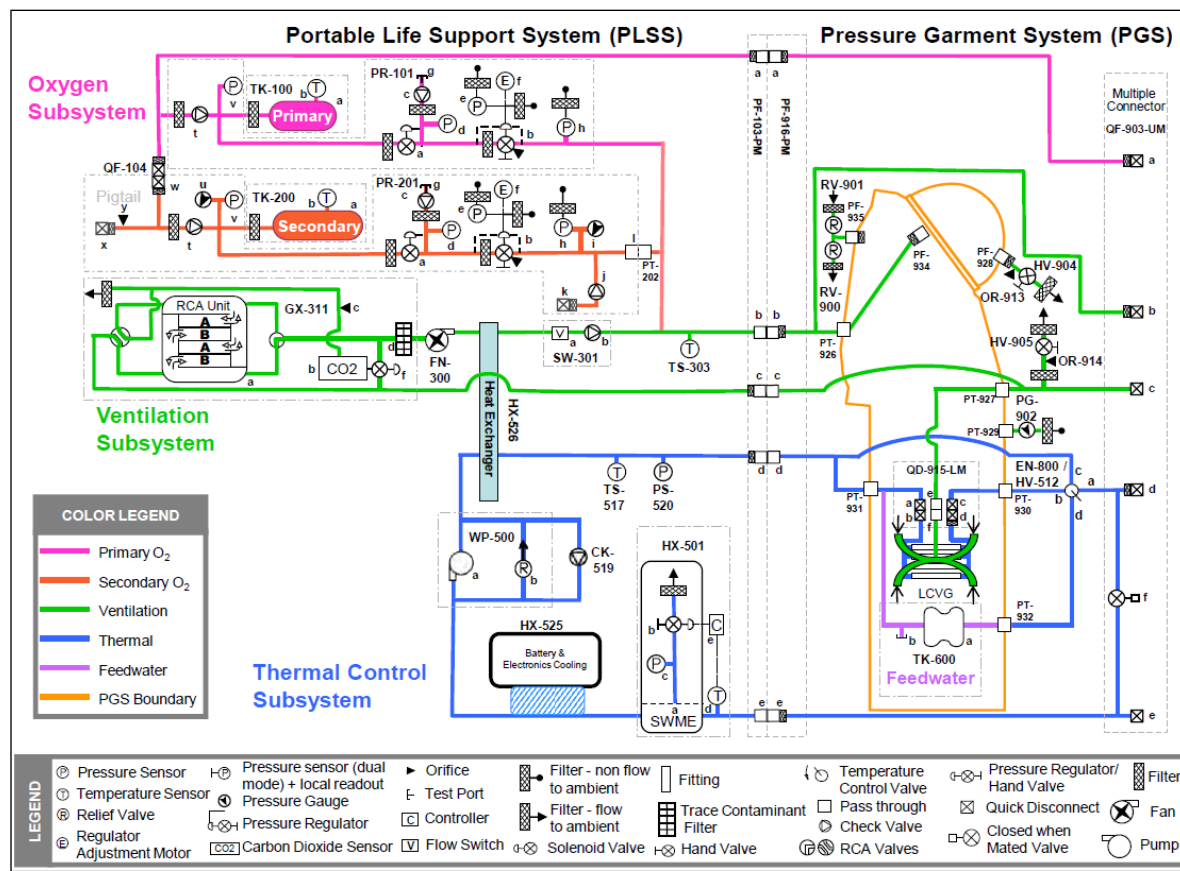 Portable Life Support System (PLSS)
Pressure Garment System (PGS)
Oxygen
Subsystem
TK-100
P
T
b
a
v
Primary
t
PR-101
g
c
P
d
a
E
f
e
P
b
P
h
a a
PF-103-PM
PF-916-PM
Multiple
Connector
QF-903-UM
a
QF-104
w
Pigtail
y
x
u
P
v
t
TK-200
T
b
a
Secondary
PR-201
g
c
P
d
a
E
f
e
P
b
h
i
j
k
l
PT-
202
RV-901
R
R
RV-
900
PF-
935
PF-
934
PF-
928
HV-904
OR-913
HV-905
OR-914
b
RCA Unit
A
B
A
B
a
GX-311
c
b
CO2
d
f
FN-
300
V
a
b
SW-301
T
TS-303
b b
PT-
926
c c
PT-927
PG-
902
PT-929
c
Ventilation
Subsystem
Heat Exchanger
HX-526
T
TS-
517
P
PS-
520
d d
PT-
931
QD-915-LM
a
b
e
f
c
d
PT-
930
EN-800 /
HV-512
c
b
a
d
d
LCVG
f
WP-500
a
R
b
CK-
519
HX-501
b
C
e
P
c
T
d
a
SWME
HX-525
Battery &
Electronics Cooling
Thermal Control
Subsystem
b
a
TK-600
Feedwater
PT-
932
e e
e
COLOR LEGEND
Primary O2
Secondary O2
Ventilation
Thermal
Feedwater
PGS Boundary
LEGEND
P Pressure Sensor
T Temperature Sensor
R Relief Valve
E Regulator
Adjustment Motor
P Pressure sensor (dual
mode) + local readout
Pressure Gauge
Pressure Regulator
CO2 Carbon Dioxide Sensor
Orifice
Test Port
C Controller
V Flow Switch
Filter - non flow
to ambient
Filter - flow
to ambient
Solenoid Valve
Fitting
Trace Contaminant
Filter
Hand Valve
Temperature
Control Valve
Pass through
Check Valve
RCA Valves
Pressure Regulator/
Hand Valve
Quick Disconnect
Closed when
Mated Valve
Filter
Fan
Pump